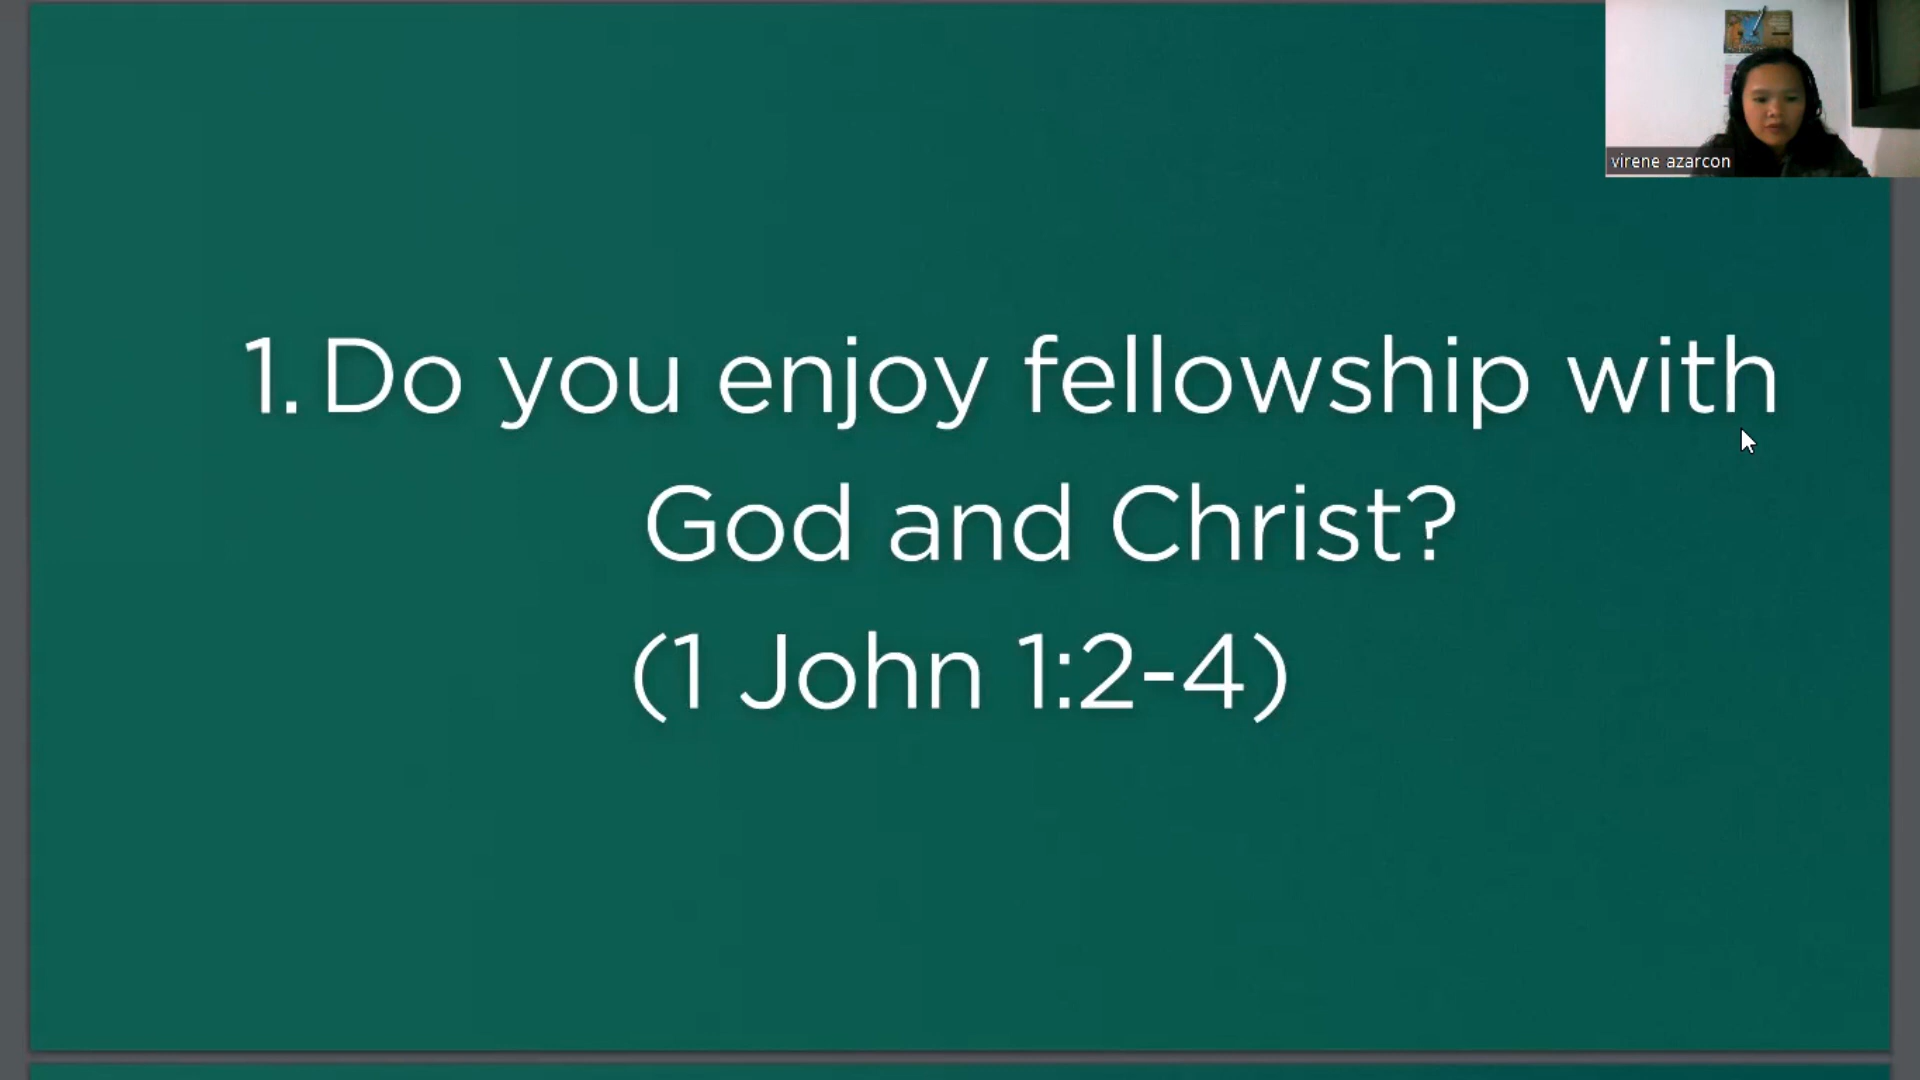 virene azarcon
1. Do you enjoy fellowship with
God and Christ?
(1 John 1:2-4)